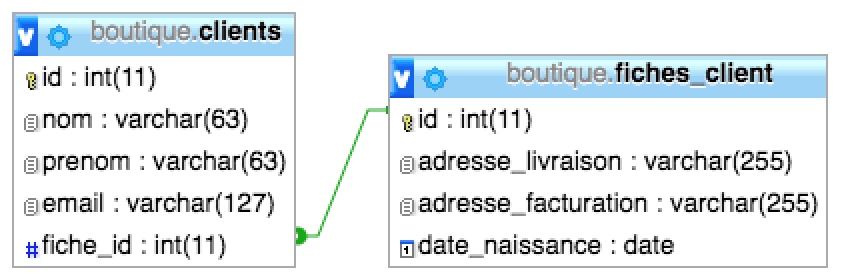 boutique.clients
id : int(11)
nom : varchar(63)
prenom : varchar(63)
email : varchar(127)
fiche_id : int(11)
boutique.fiches_client
id : int(11)
adresse_livraison : varchar(255)
adresse_facturation : varchar(255)
date_naissance : date